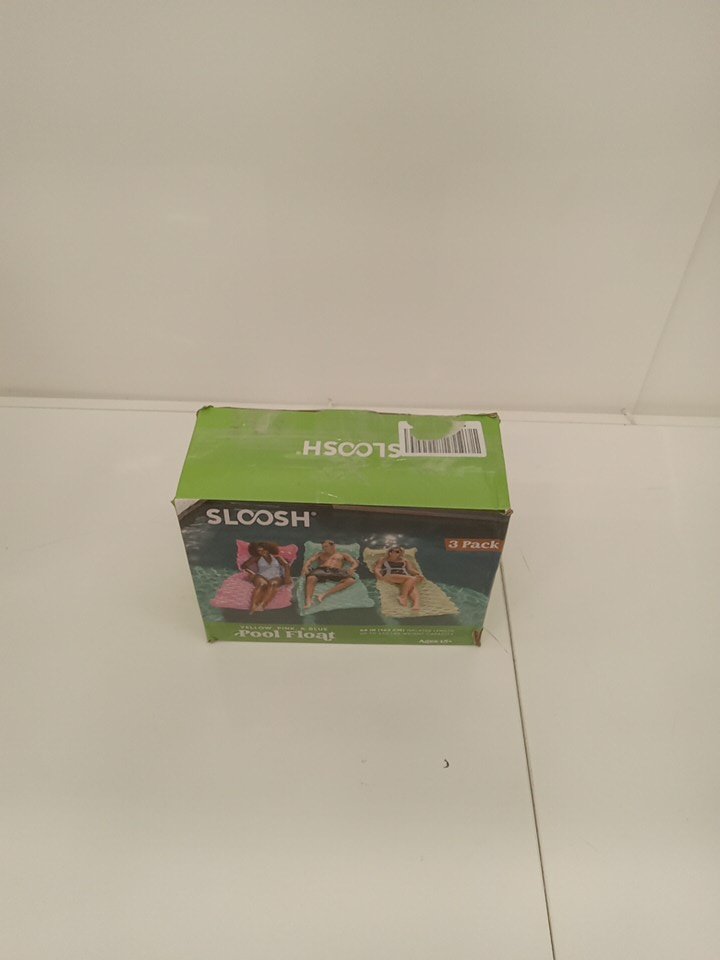 SLOOSH®
SLOOSH®
3 Pack
YELLOW, PINK, & BLUE
Pool Float
Ages 15+